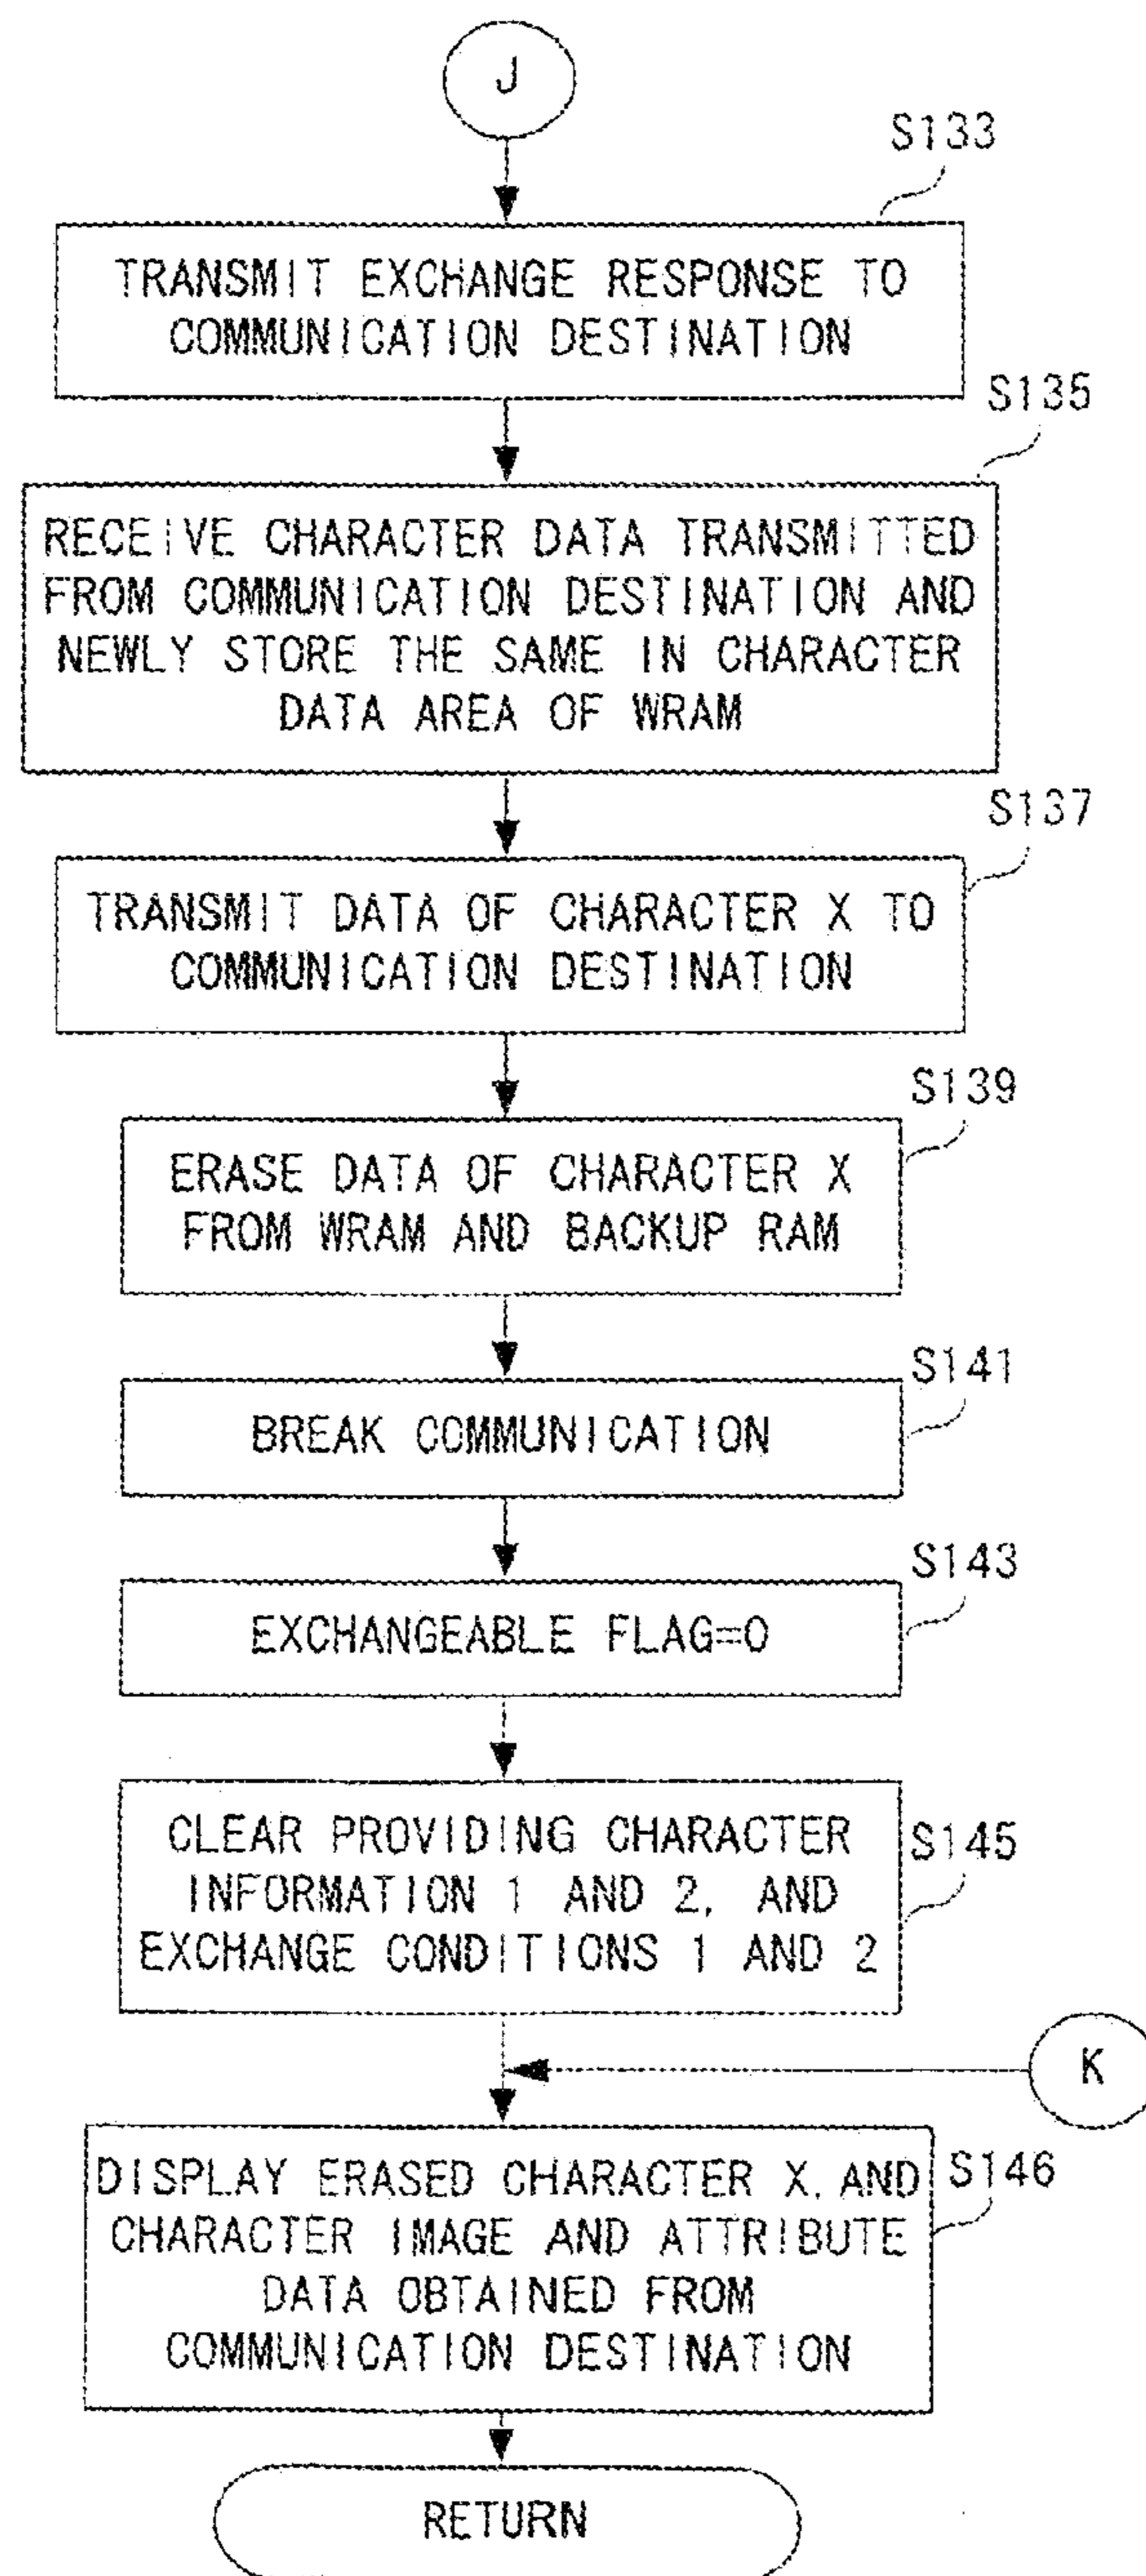 J
S133
TRANSMIT EXCHANGE RESPONSE TO
COMMUNICATION DESTINATION
S135
RECEIVE CHARACTER DATA TRANSMITTED
FROM COMMUNICATION DESTINATION AND
NEWLY STORE THE SAME IN CHARACTER
DATA AREA OF WRAM
S137
TRANSMIT DATA OF CHARACTER X TO
COMMUNICATION DESTINATION
S139
ERASE DATA OF CHARACTER X
FROM WRAM AND BACKUP RAM
S141
BREAK COMMUNICATION
S143
EXCHANGEABLE FLAG=0
S145
CLEAR PROVIDING CHARACTER
INFORMATION 1 AND 2, AND
EXCHANGE CONDITIONS 1 AND 2
K
S146
DISPLAY ERASED CHARACTER X, AND
CHARACTER IMAGE AND ATTRIBUTE
DATA OBTAINED FROM
COMMUNICATION DESTINATION
RETURN